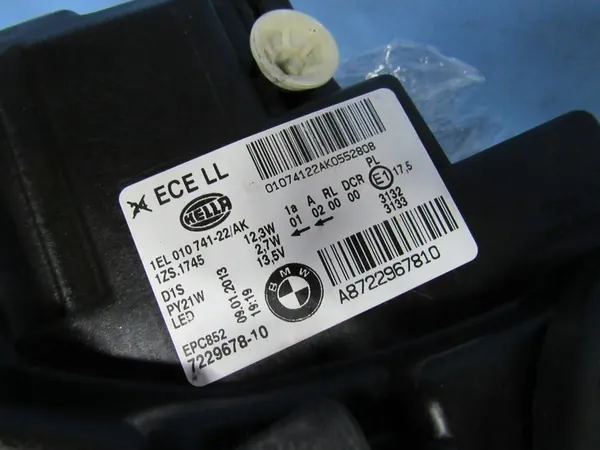 ECE LL
01074122AK0552808
HELLA
1EL 010 741-22/AK
1ZS.1745
D1S
PY21W
LED
12,3W
2,7W
13,5V
09.01.2013
19:19
1a A RL DCR PL
01 02 00 00
E1 17,5
3132
3133
BMW
A8722967810
EPC852
7229678-10